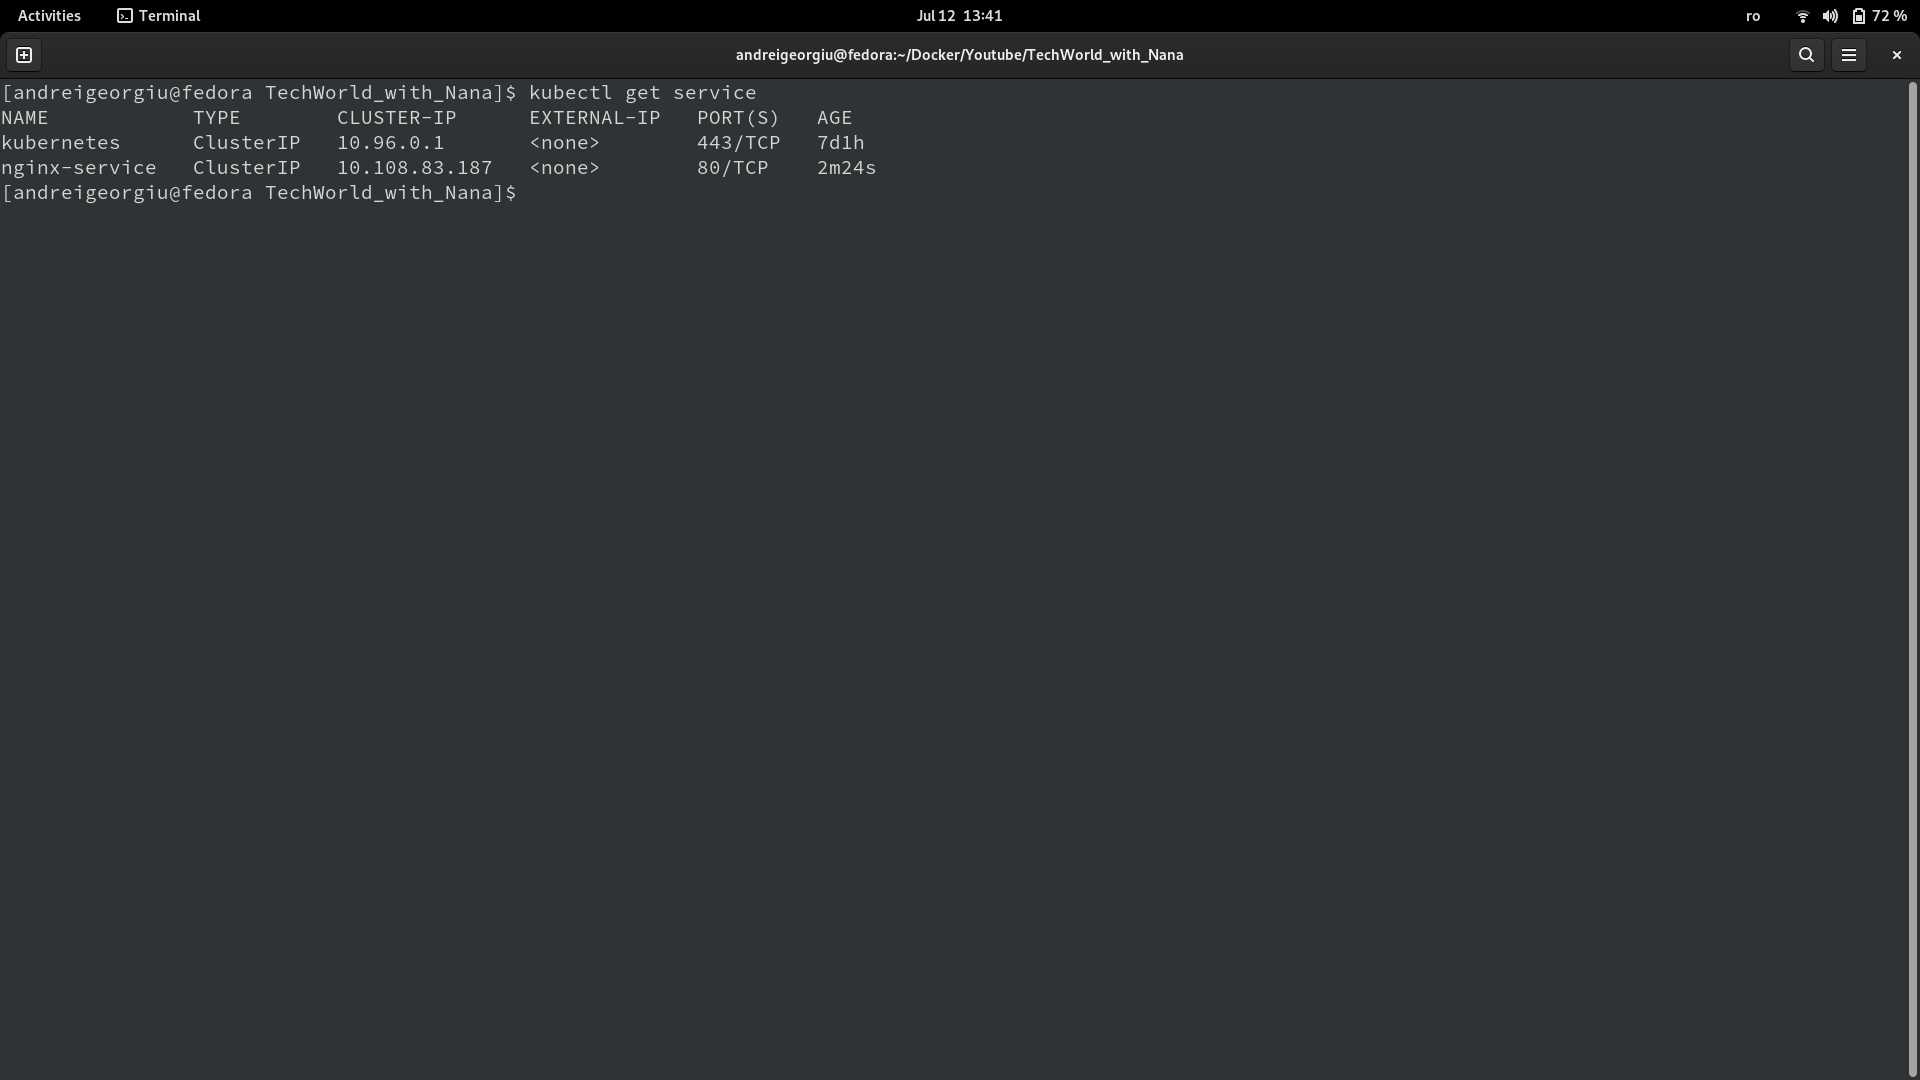 Activities Terminal Jul 12 13:41 ro 72 %
andreigeorgiu@fedora:~/Docker/Youtube/TechWorld_with_Nana
[andreigeorgiu@fedora TechWorld_with_Nana]$ kubectl get service
NAME TYPE CLUSTER-IP EXTERNAL-IP PORT(S) AGE
kubernetes ClusterIP 10.96.0.1 <none> 443/TCP 7d1h
nginx-service ClusterIP 10.108.83.187 <none> 80/TCP 2m24s
[andreigeorgiu@fedora TechWorld_with_Nana]$